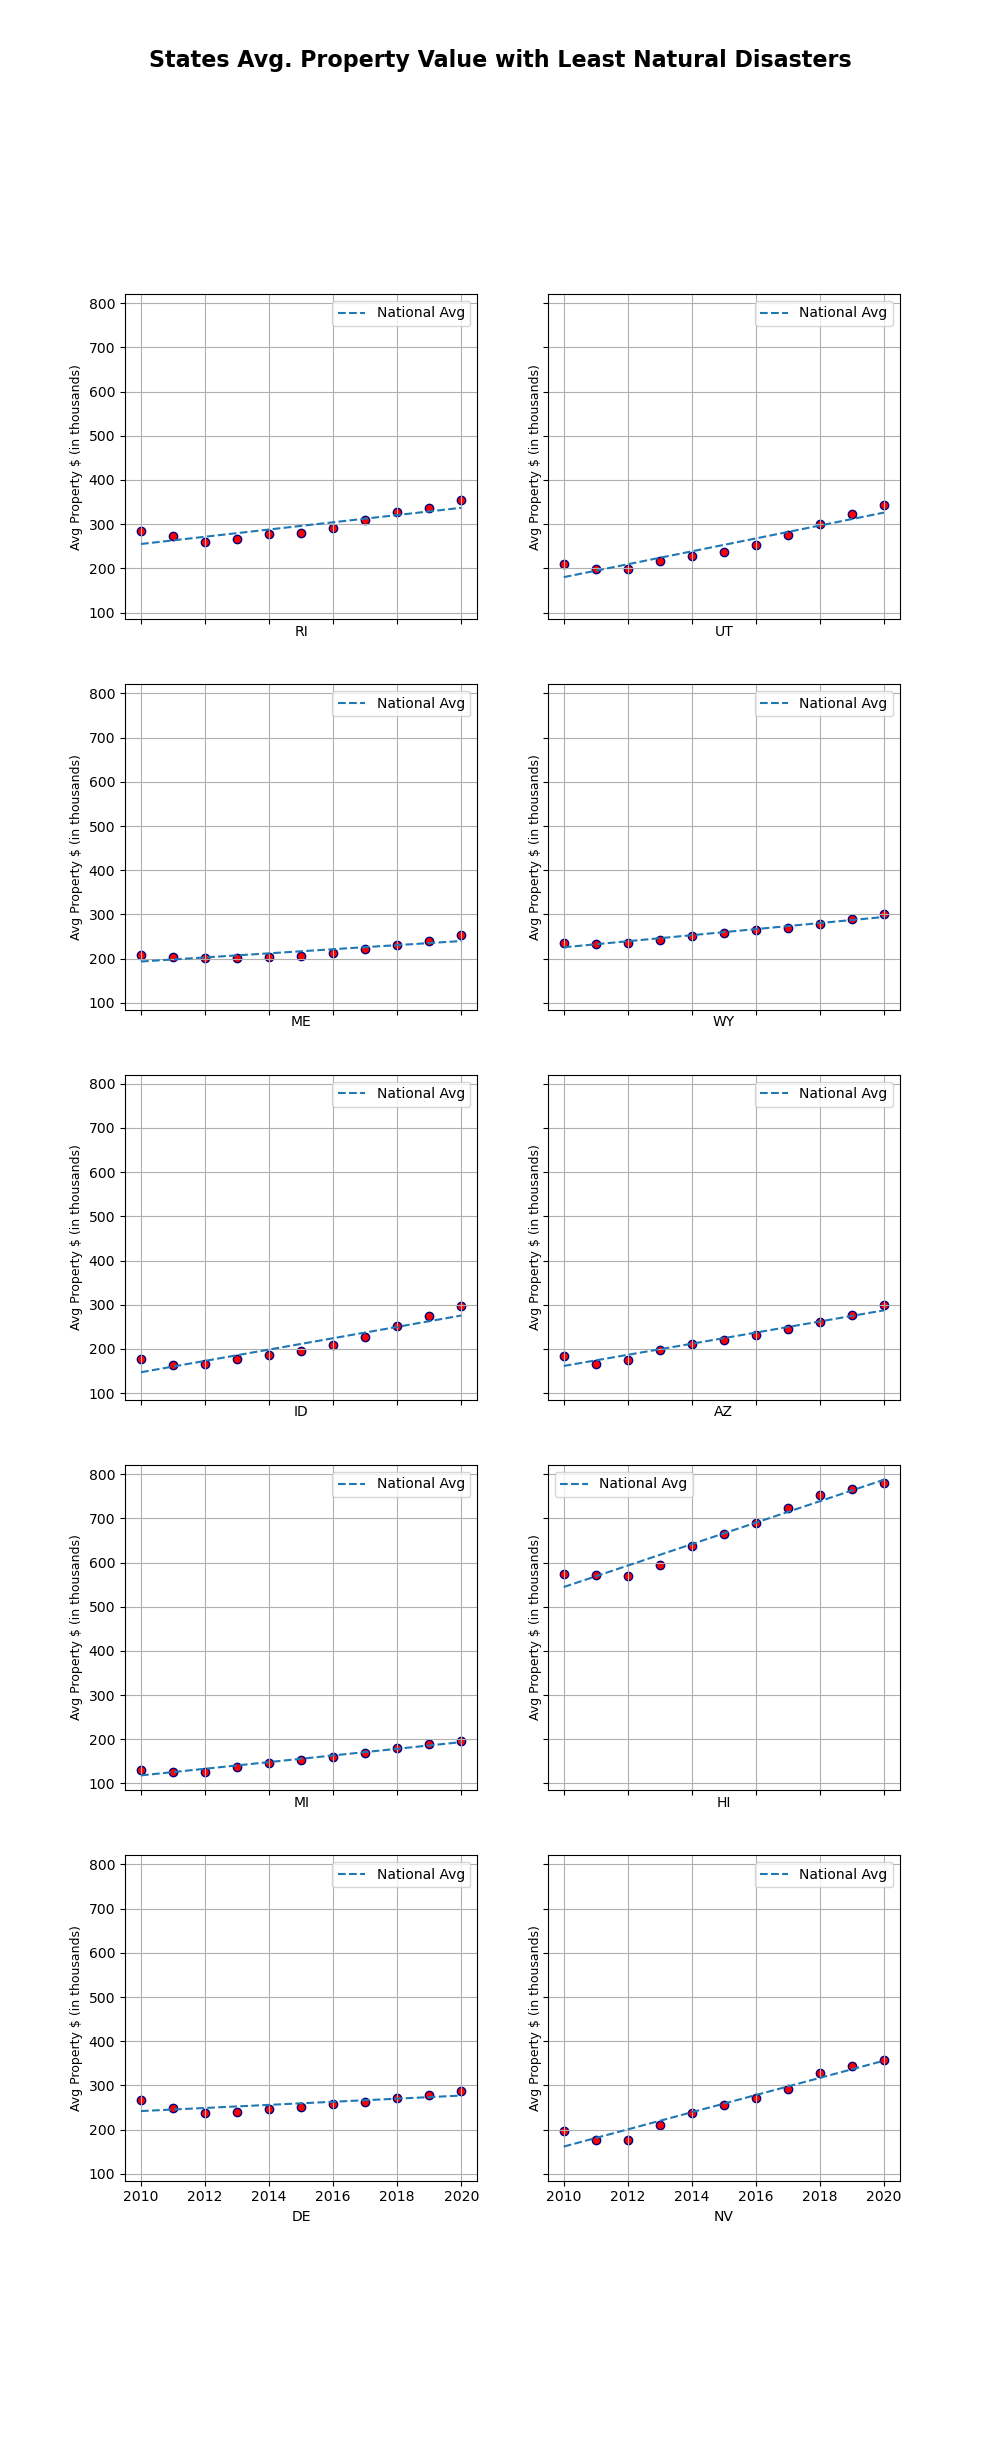 States Avg. Property Value with Least Natural Disasters
800
700
600
500
400
300
200
100
Avg Property $ (in thousands)
National Avg
RI
Avg Property $ (in thousands)
National Avg
UT
800
700
600
500
400
300
200
100
Avg Property $ (in thousands)
National Avg
ME
Avg Property $ (in thousands)
National Avg
WY
800
700
600
500
400
300
200
100
Avg Property $ (in thousands)
National Avg
ID
Avg Property $ (in thousands)
National Avg
AZ
800
700
600
500
400
300
200
100
Avg Property $ (in thousands)
National Avg
MI
Avg Property $ (in thousands)
National Avg
HI
800
700
600
500
400
300
200
100
Avg Property $ (in thousands)
National Avg
2010 2012 2014 2016 2018 2020
DE
Avg Property $ (in thousands)
National Avg
2010 2012 2014 2016 2018 2020
NV